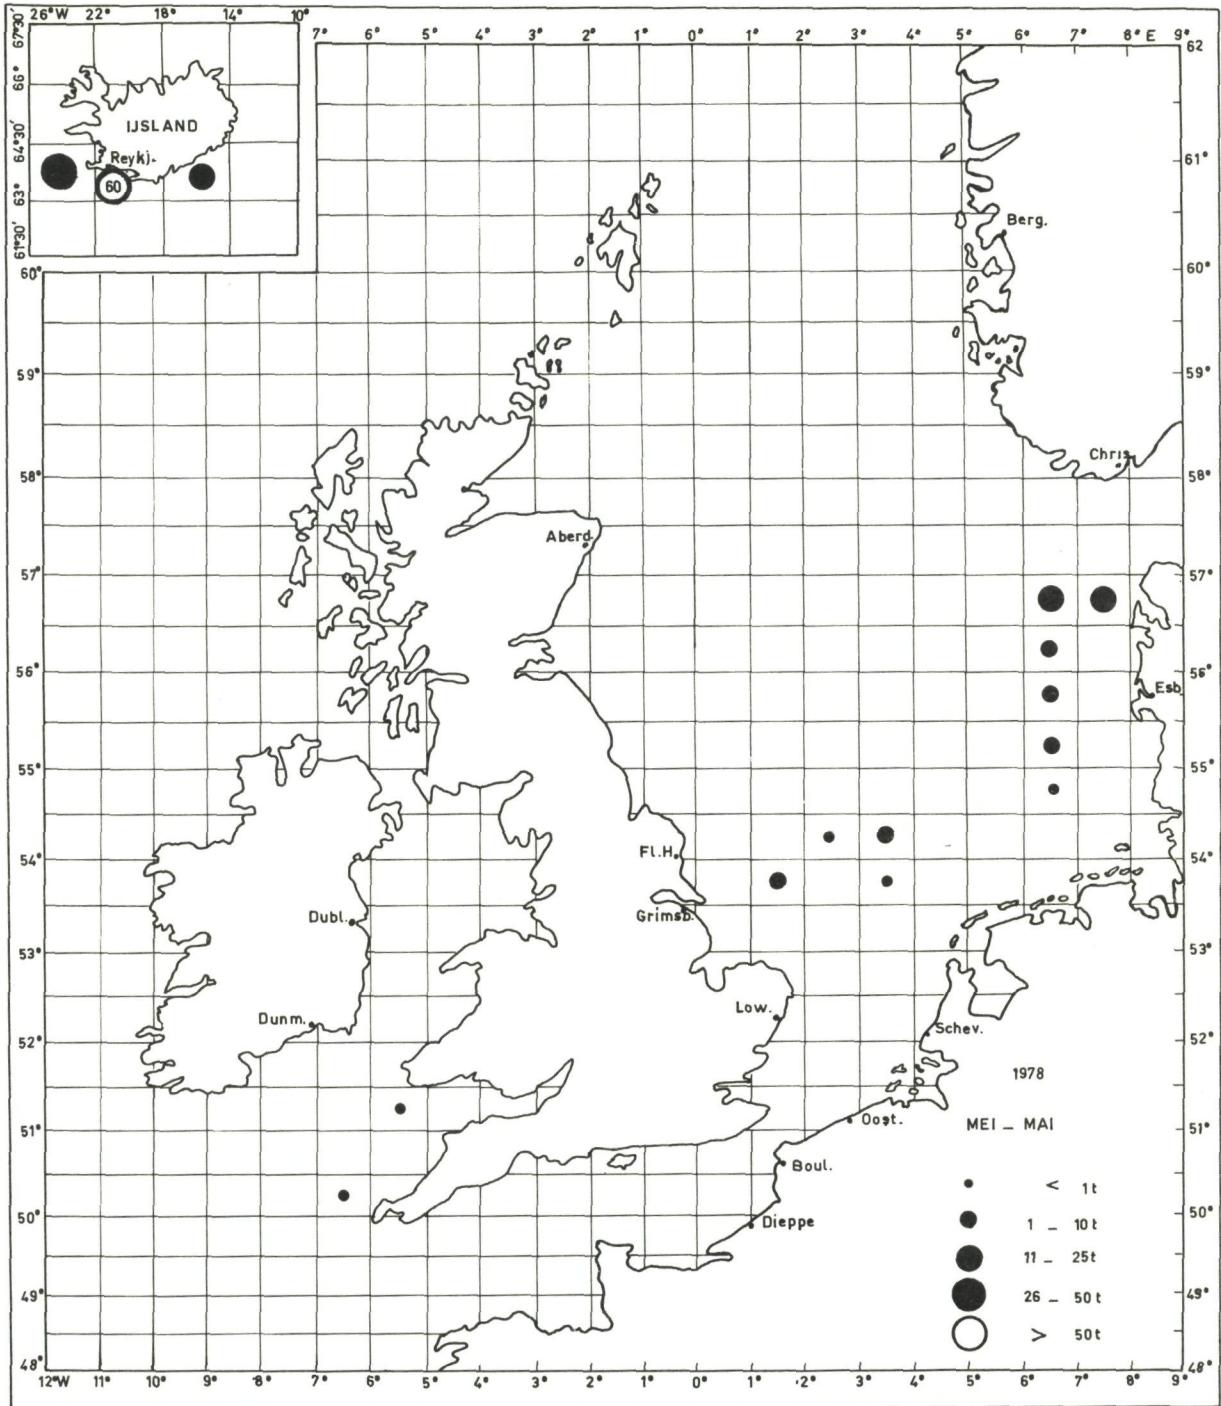 26°W 22° 18° 14° 10°
67°30'
66°
64°30'
63°
61°30'
IJSLAND
Reykj.
60
7° 6° 5° 4° 3° 2° 1° 0° 1° 2° 3° 4° 5° 6° 7° 8° E 9°
62
61°
60°
59°
58°
57°
56°
55°
54°
53°
52°
51°
50°
49°
48°
60°
59°
58°
57°
56°
55°
54°
53°
52°
51°
50°
49°
48°
Berg.
Chris
Aberd.
Esb
Fl.H.
Grimsb.
Dubl.
Dunm.
Low.
Schev.
Oost.
Boul.
Dieppe
1978
MEI _ MAI
< 1t
1 _ 10t
11 _ 25t
26 _ 50t
> 50t
12°W 10° 9° 8° 7° 6° 5° 4° 3° 2° 1° 0° 1° 2° 3° 4° 5° 6° 7° 8° 9°